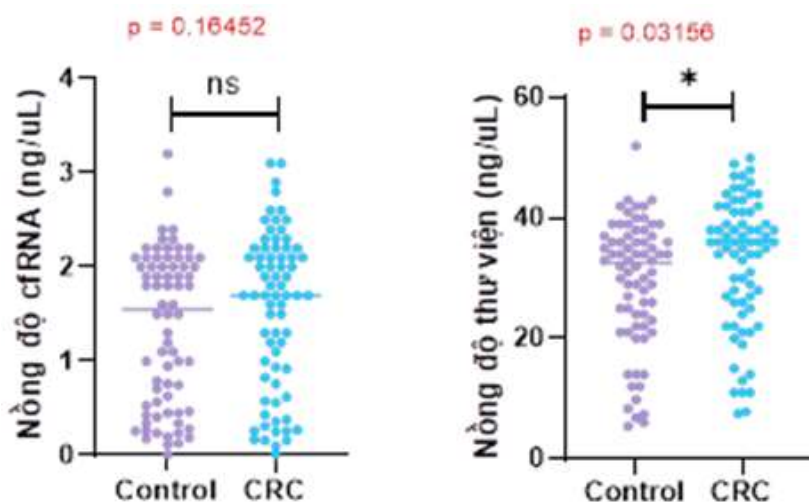 p = 0.16452
ns
Nồng độ cfRNA (ng/uL)
4
3
2
1
0
Control CRC
p = 0.03156
*
Nồng độ thư viện (ng/uL)
60
40
20
0
Control CRC